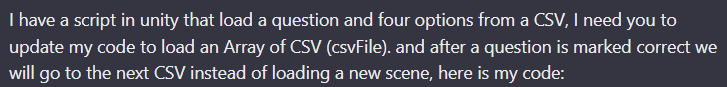 I have a script in unity that load a question and four options from a CSV, I need you to
update my code to load an Array of CSV (csvFile). and after a question is marked correct we
will go to the next CSV instead of loading a new scene, here is my code: